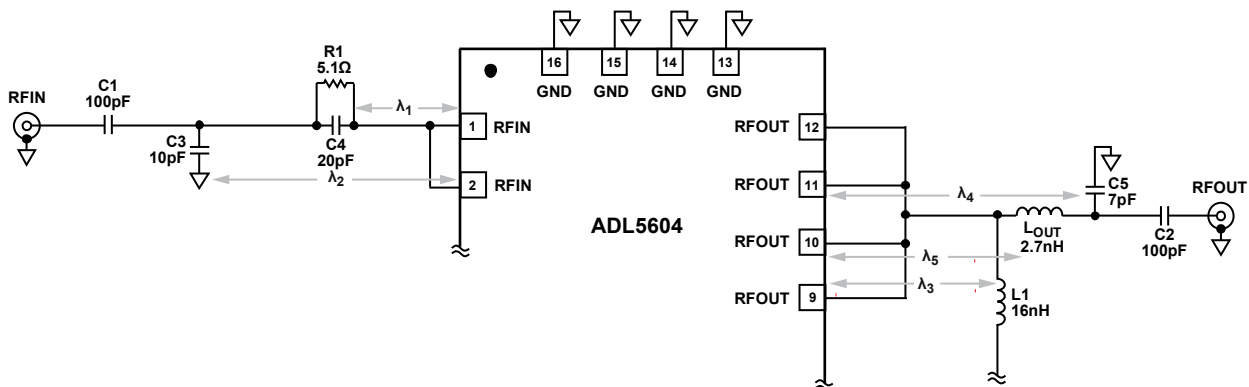 RFIN
C1
100pF
C3
10pF
R1
5.1Ω
C4
20pF
λ1
λ2
16
15
14
13
GND
GND
GND
GND
1
RFIN
2
RFIN
ADL5604
RFOUT
12
RFOUT
11
RFOUT
10
RFOUT
9
λ4
λ5
λ3
LOUT
2.7nH
L1
16nH
C5
7pF
C2
100pF
RFOUT